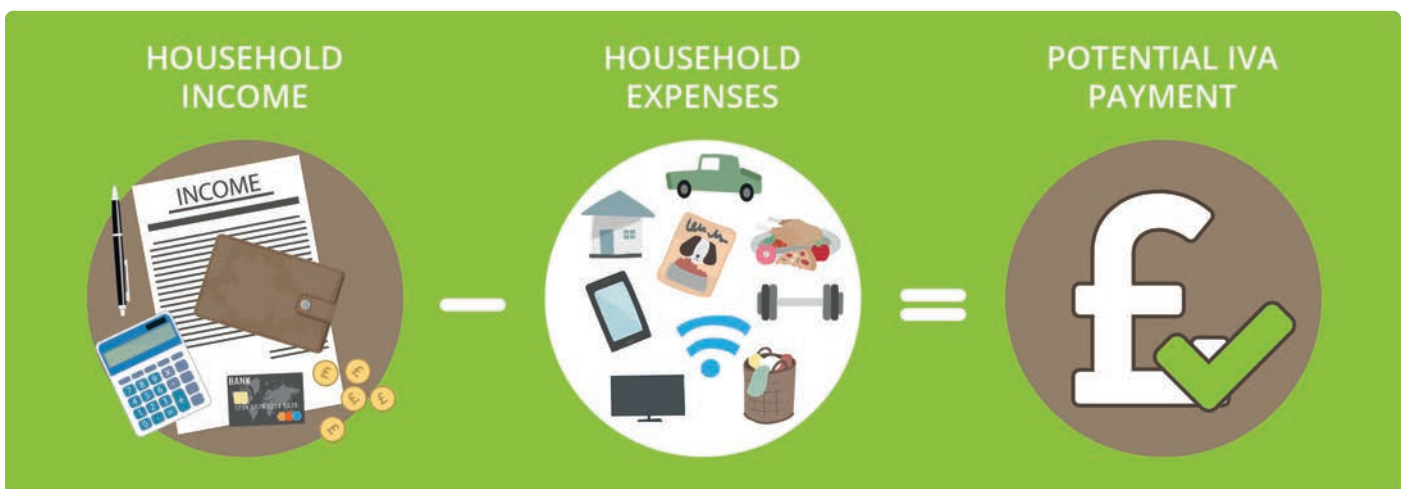 HOUSEHOLD
INCOME
HOUSEHOLD
EXPENSES
POTENTIAL IVA
PAYMENT
INCOME
BANK